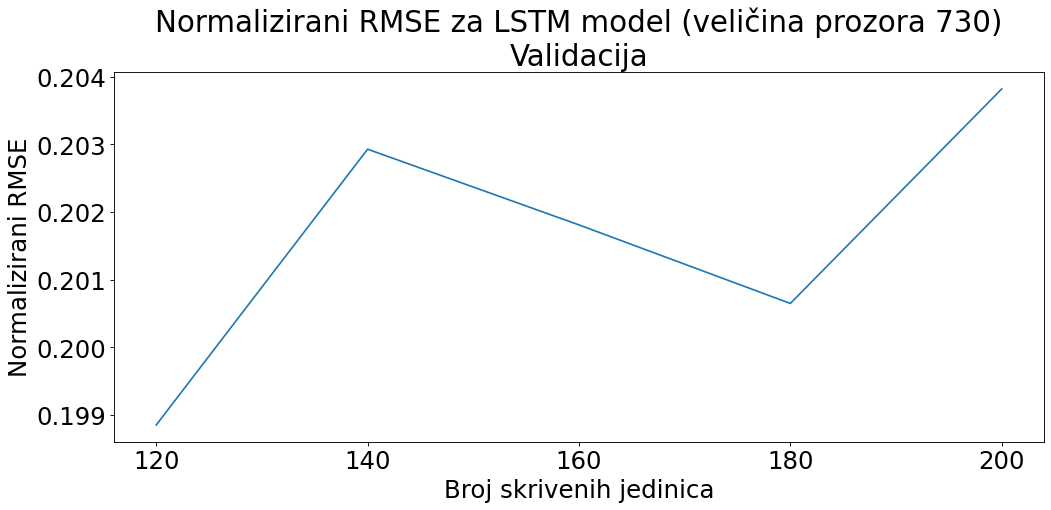 Normalizirani RMSE za LSTM model (veličina prozora 730)
Validacija
0.204
0.203
0.202
0.201
0.200
0.199
Normalizirani RMSE
120 140 160 180 200
Broj skrivenih jedinica